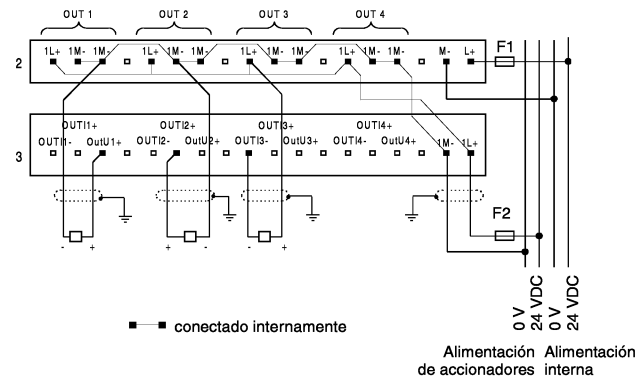 OUT 1 OUT 2 OUT 3 OUT 4
1L+ 1M- 1M- 1L+ 1M- 1M- 1L+ 1M- 1M- 1L+ 1M- 1M- M- L+ F1
2
OUTI1+ OUTI2+ OUTI3+ OUTI4+
OUTI1- OutU1+ OUTI2- OutU2+ OUTI3- OutU3+ OUTI4- OutU4+ 1M- 1L+
3
F2
- + + - - +
0 V 24 VDC 0 V 24 VDC
conectado internamente
Alimentación Alimentación
de accionadores interna